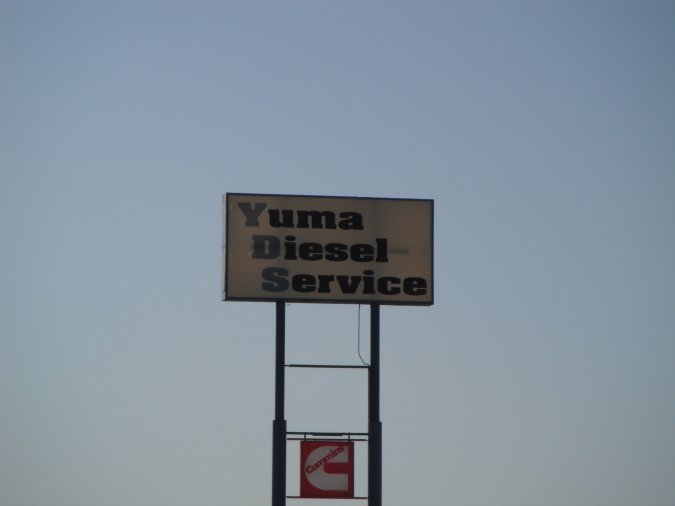 Yuma
Diesel
Service
Cummins